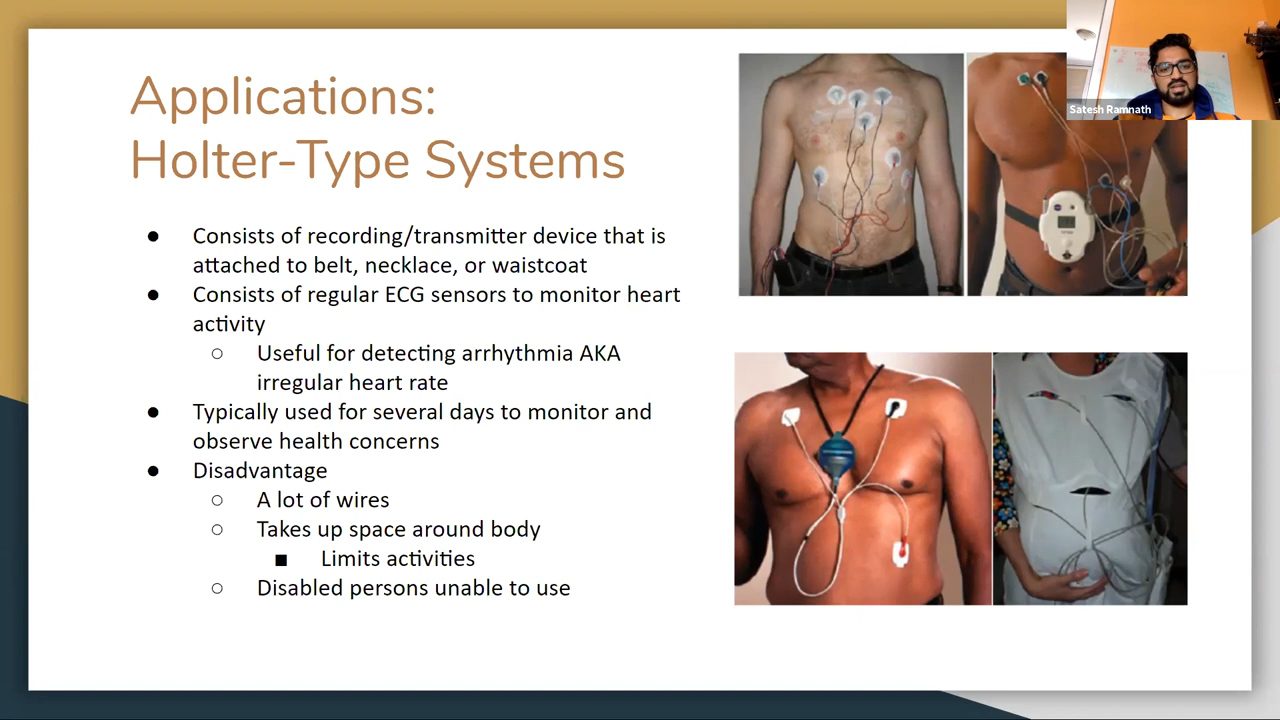 Applications:
Holter-Type Systems
● Consists of recording/transmitter device that is
attached to belt, necklace, or waistcoat
● Consists of regular ECG sensors to monitor heart
activity
○ Useful for detecting arrhythmia AKA
irregular heart rate
● Typically used for several days to monitor and
observe health concerns
● Disadvantage
○ A lot of wires
○ Takes up space around body
■ Limits activities
○ Disabled persons unable to use
Satesh Ramnath